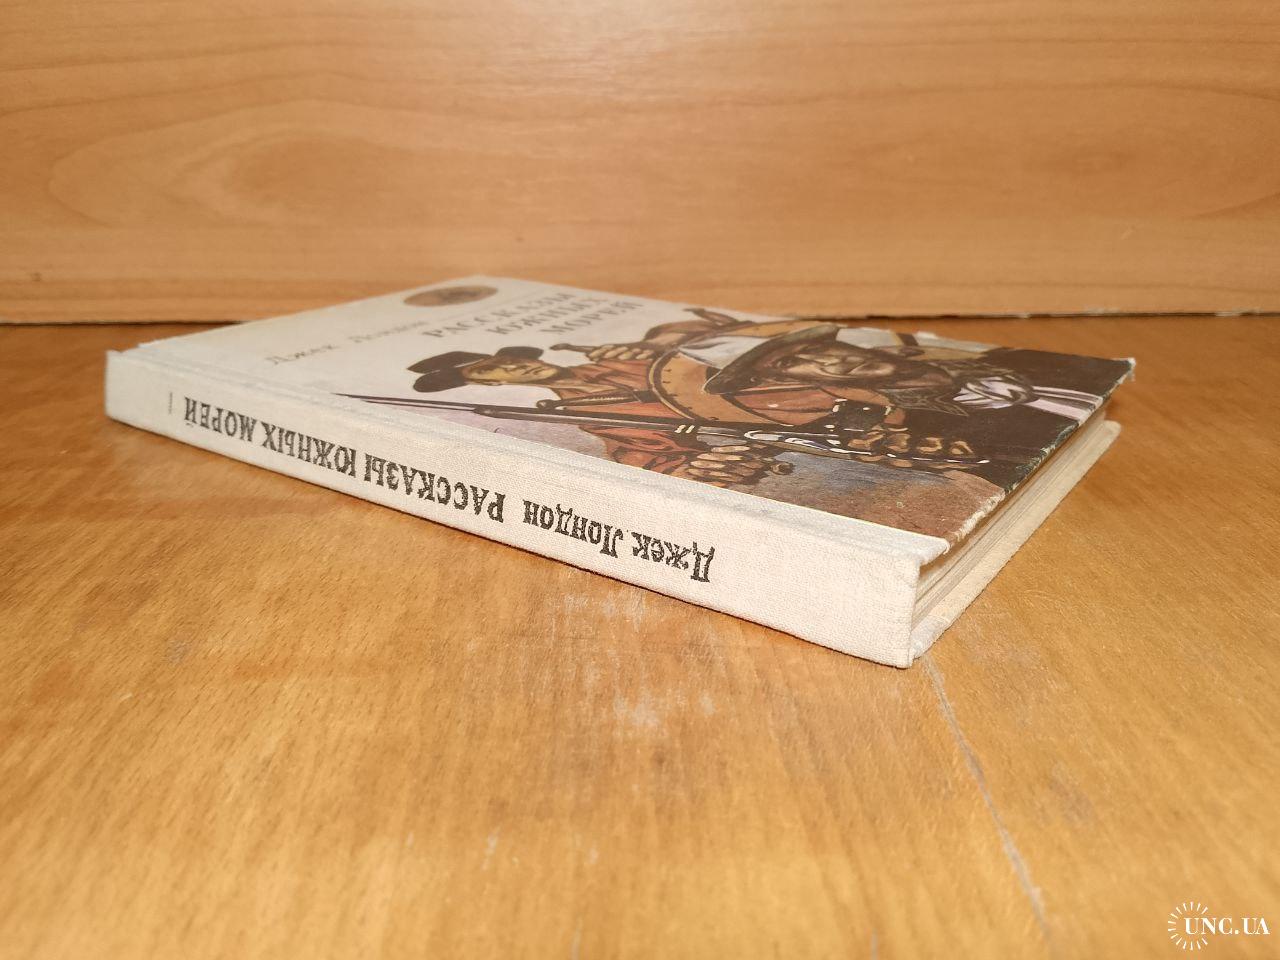 Джек Лондон
РАССКАЗЫ
ЮЖНЫХ
МОРЕЙ
Джек Лондон РАССКАЗЫ ЮЖНЫХ МОРЕЙ
UNC.UA